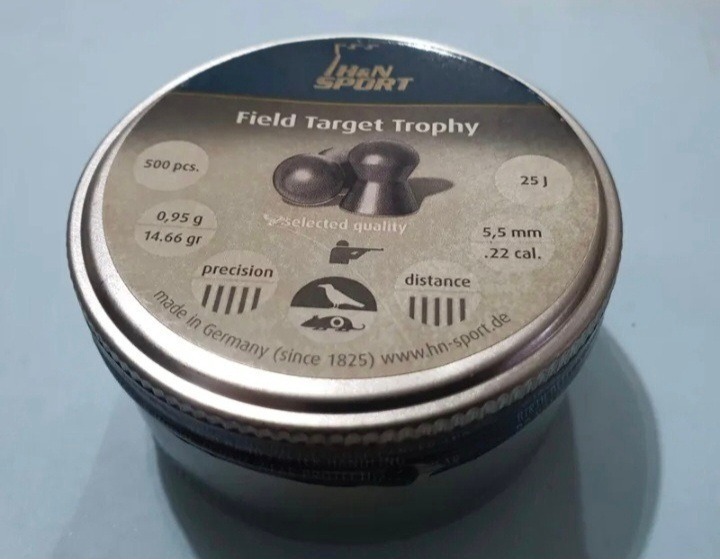 H&N
SPORT
Field Target Trophy
500 pcs.
25 J
selected quality
0,95 g
14.66 gr
5,5 mm
.22 cal.
precision
distance
made in Germany (since 1825) www.hn-sport.de